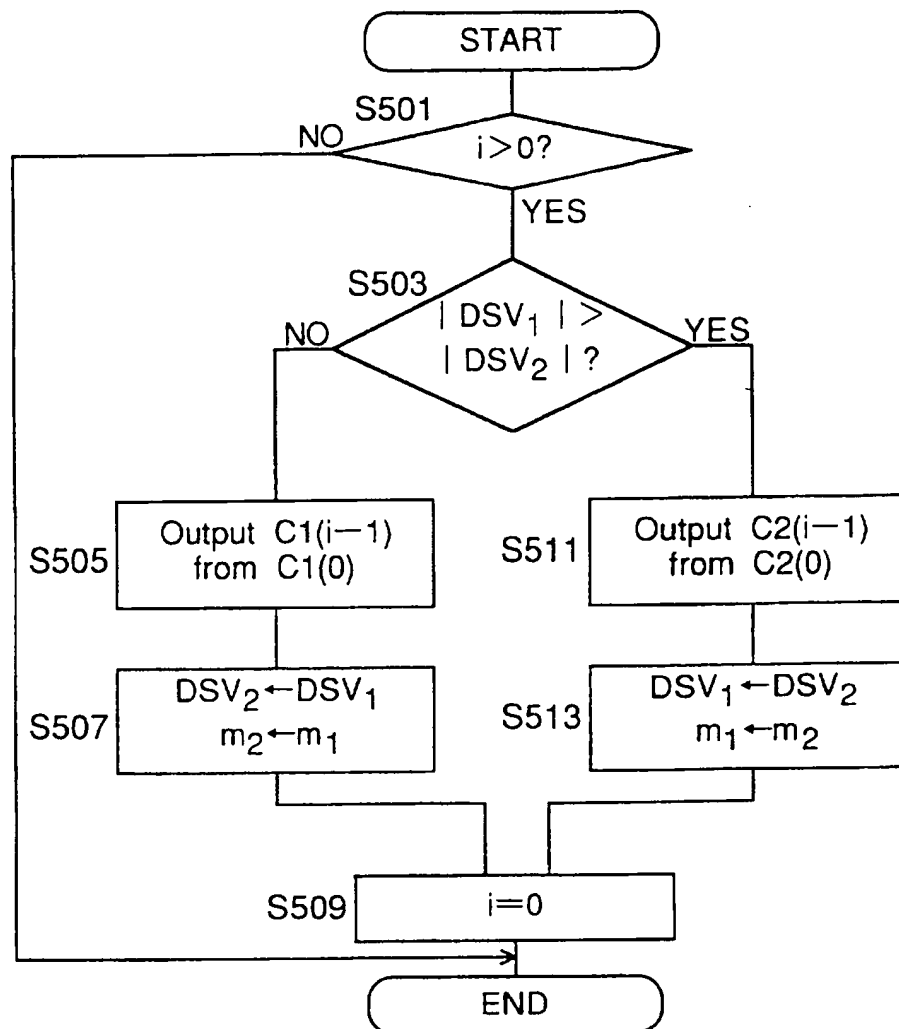 START
S501
NO
i>0?
YES
S503
NO
| DSV₁ | >
| DSV₂ | ?
YES
S505
Output C1(i−1)
from C1(0)
S511
Output C2(i−1)
from C2(0)
S507
DSV₂←DSV₁
m₂←m₁
S513
DSV₁←DSV₂
m₁←m₂
S509
i=0
END